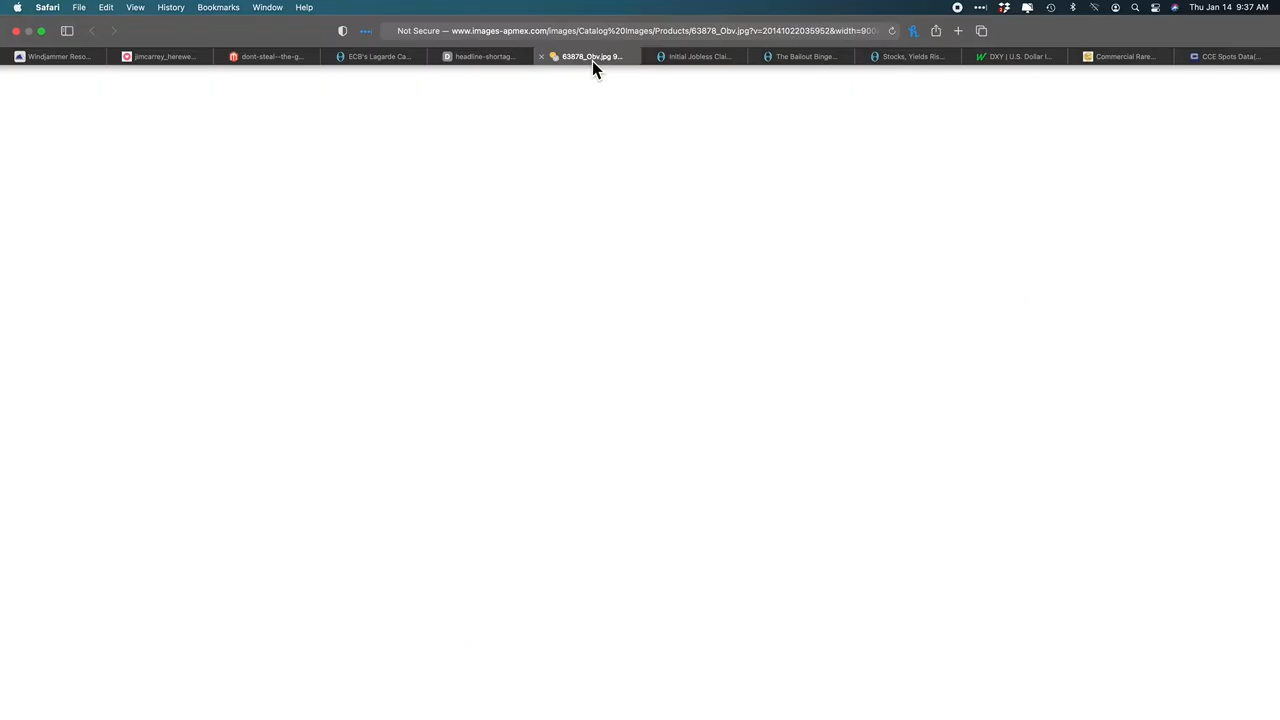 Safari File Edit View History Bookmarks Window Help Thu Jan 14 9:37 AM
Not Secure — www.images-apmex.com/images/Catalog%20Images/Products/63878_Obv.jpg?v=20141022035952&width=900
Windjammer Reso... jimcarrey_herewe... dont-steal--the-g... ECB's Lagarde Ca... headline-shortag... 63878_Obv.jpg 9... Initial Jobless Clai... The Bailout Binge... Stocks, Yields Ris... DXY | U.S. Dollar I... Commercial Rare... CCE Spots Data(...